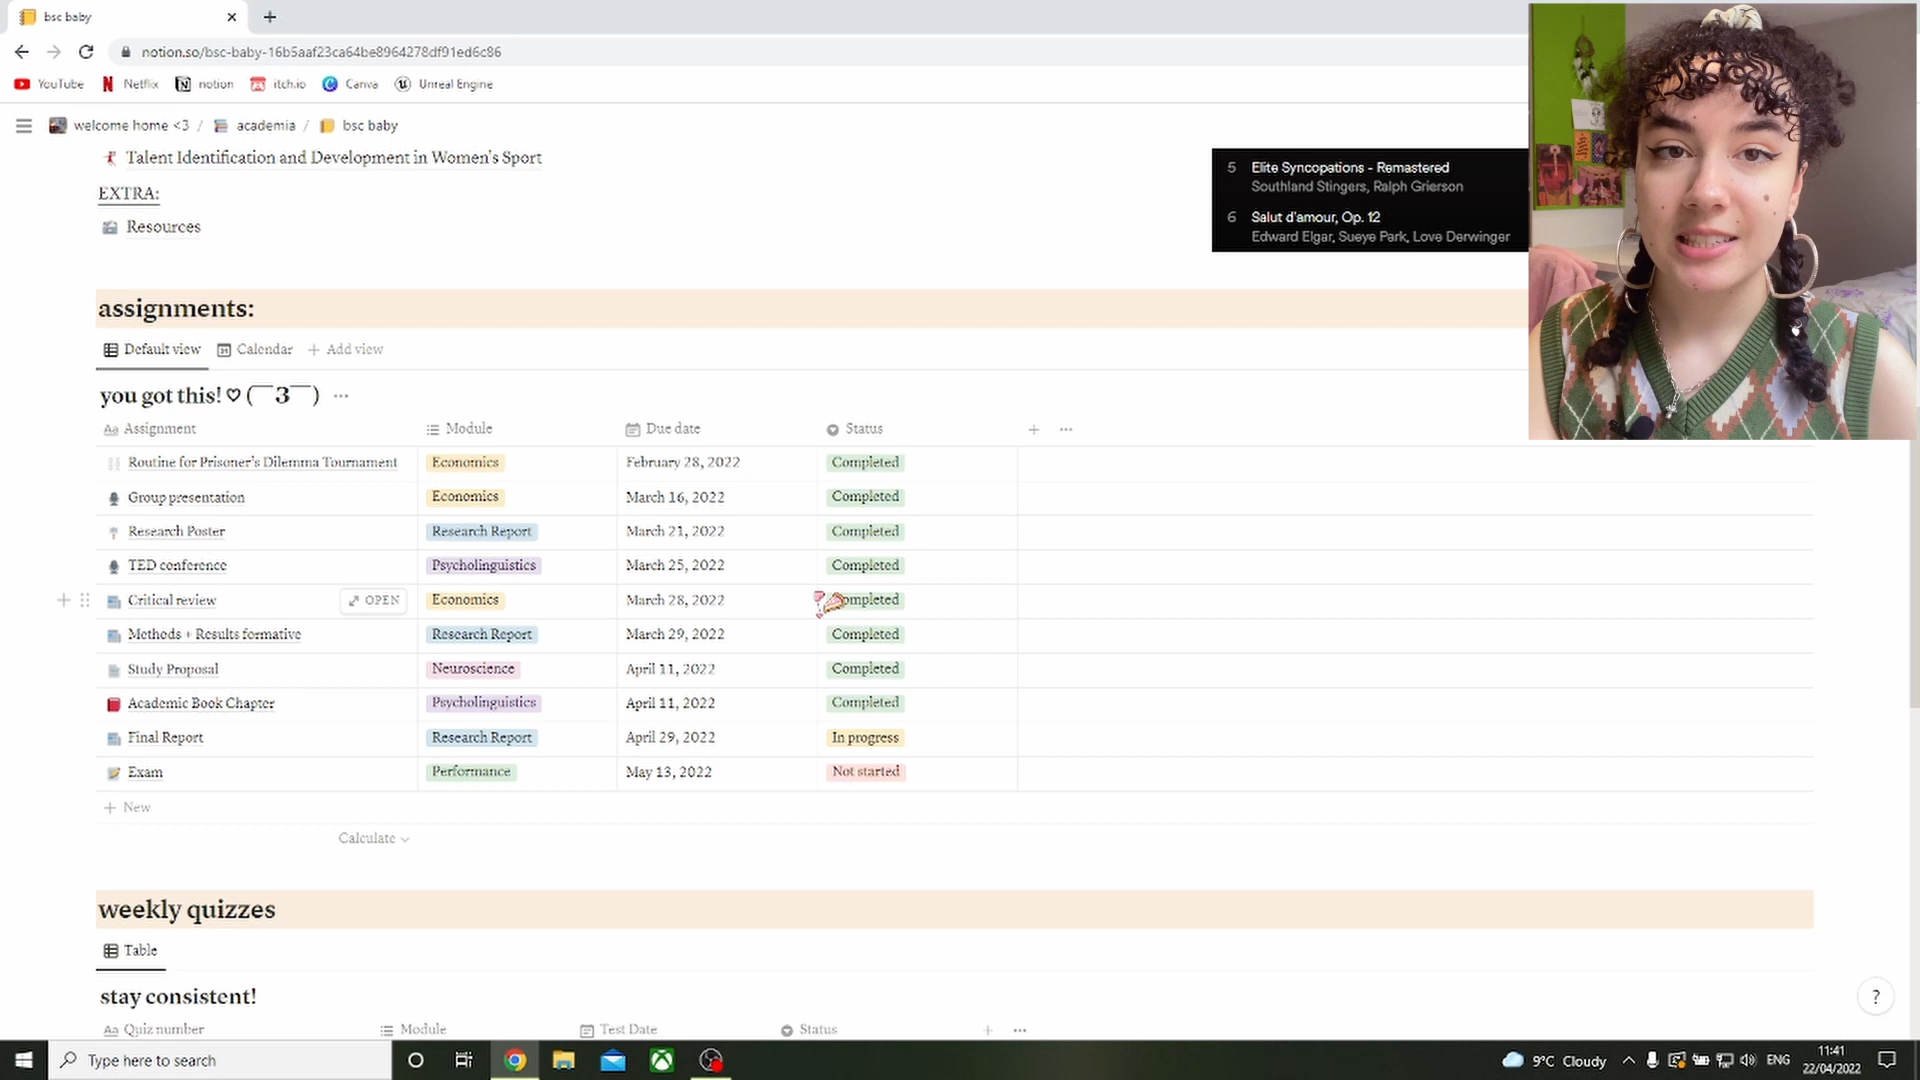 bsc baby
notion.so/bsc-baby-16b5aaf23ca64be8964278df91ed6c86
YouTube Netflix notion itch.io Canva Unreal Engine
welcome home <3 / academia / bsc baby
Talent Identification and Development in Women's Sport
EXTRA:
Resources
5 Elite Syncopations - Remastered
Southland Stingers, Ralph Grierson
6 Salut d'amour, Op. 12
Edward Elgar, Sueye Park, Love Derwinger
assignments:
Default view Calendar + Add view
you got this! ♡ (￣3￣) ...
Aa Assignment Module Due date Status + ...
Routine for Prisoner's Dilemma Tournament Economics February 28, 2022 Completed
Group presentation Economics March 16, 2022 Completed
Research Poster Research Report March 21, 2022 Completed
TED conference Psycholinguistics March 25, 2022 Completed
Critical review OPEN Economics March 28, 2022 ompleted
Methods + Results formative Research Report March 29, 2022 Completed
Study Proposal Neuroscience April 11, 2022 Completed
Academic Book Chapter Psycholinguistics April 11, 2022 Completed
Final Report Research Report April 29, 2022 In progress
Exam Performance May 13, 2022 Not started
+ New
Calculate
weekly quizzes
Table
stay consistent!
Aa Quiz number Module Test Date Status + ...
?
Type here to search
9°C Cloudy ENG 11:41
22/04/2022